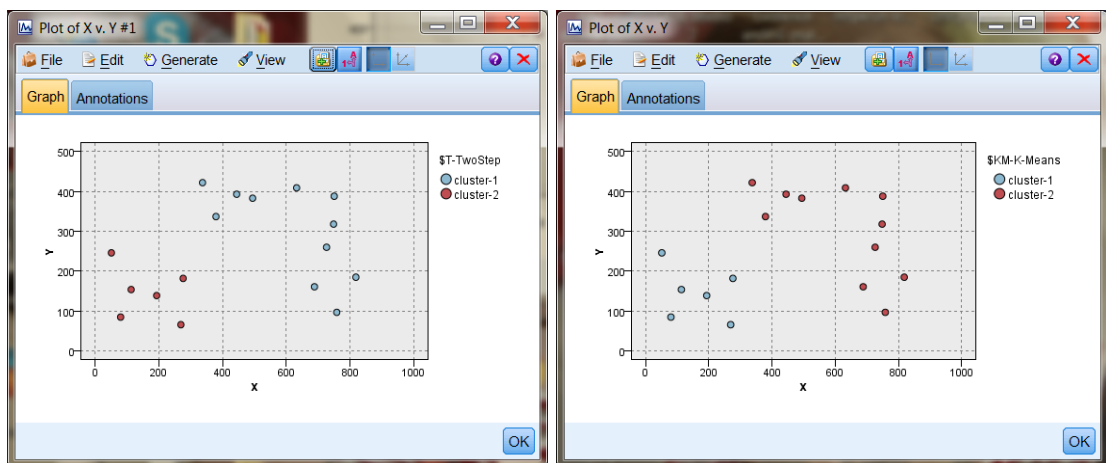 Plot of X v. Y #1
File Edit Generate View
Graph Annotations
500
400
300
200
100
0
Y
0 200 400 600 800 1000
X
$T-TwoStep
cluster-1
cluster-2
OK
Plot of X v. Y
File Edit Generate View
Graph Annotations
500
400
300
200
100
0
Y
0 200 400 600 800 1000
X
$KM-K-Means
cluster-1
cluster-2
OK